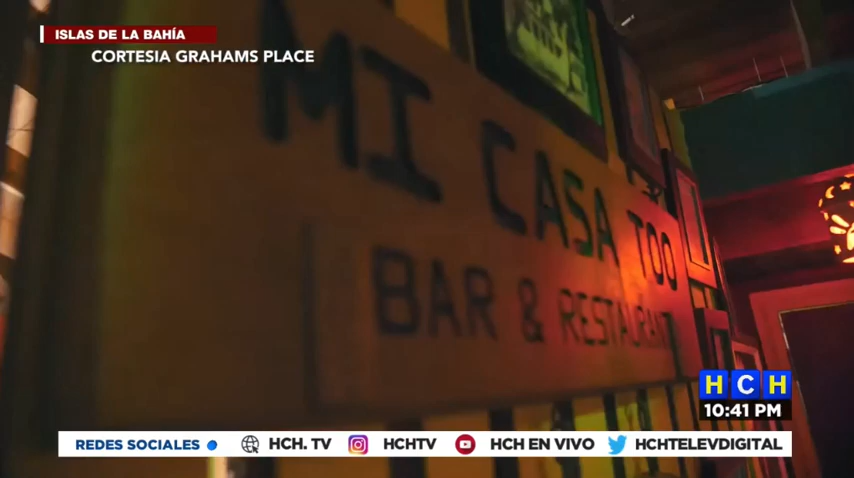 ISLAS DE LA BAHÍA
CORTESIA GRAHAMS PLACE
MI CASA TOO
BAR & RESTAURANT
HCH
10:41 PM
REDES SOCIALES HCH. TV HCHTV HCH EN VIVO HCHTELEVDIGITAL